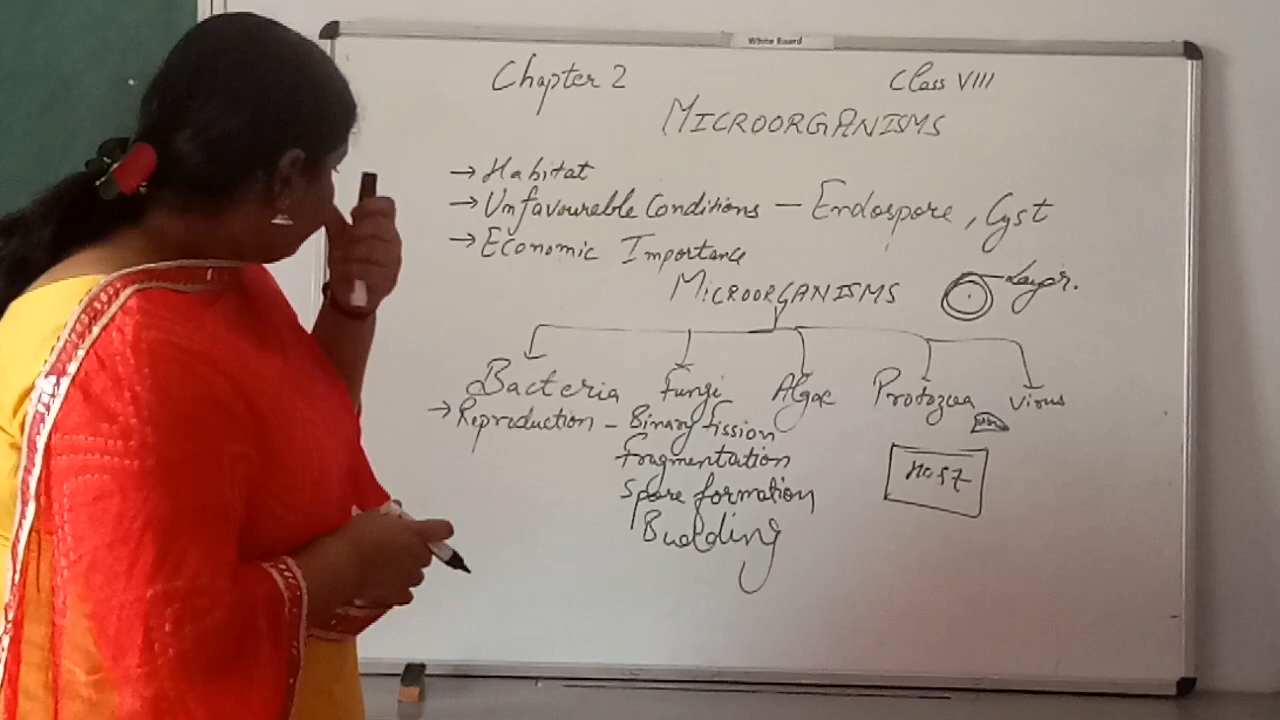 White Board
Chapter 2
Class VIII
MICROORGANISMS
→ Habitat
→ Unfavourable Conditions — Endospore, Cyst
→ Economic Importance
MICROORGANISMS
Layer.
Bacteria Fungi Algae Protozoa Virus
→ Reproduction – Binary fission
fragmentation
Spore formation
Budding
HOST